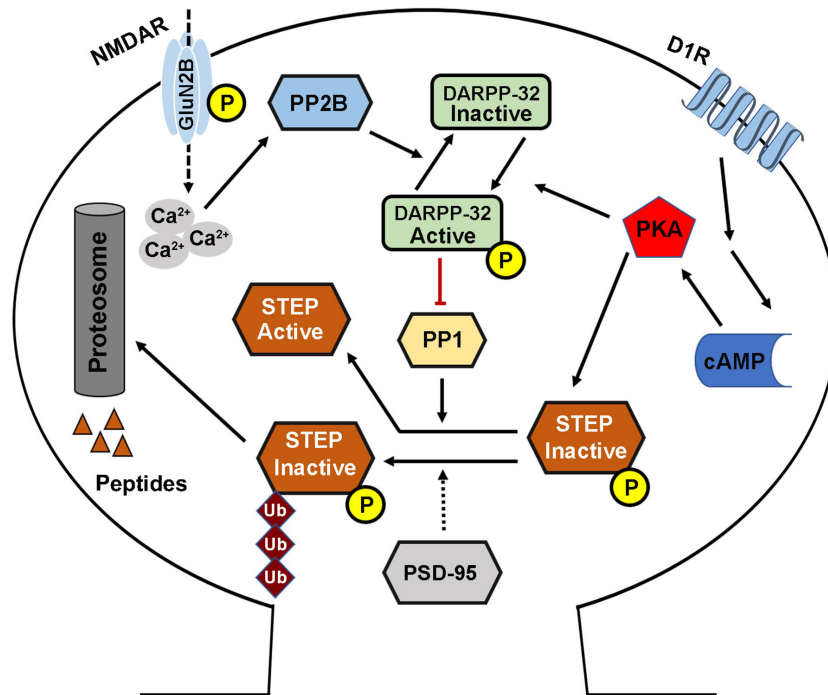 NMDAR
GluN2B
P
PP2B
DARPP-32
Inactive
D1R
Ca2+
Ca2+
Ca2+
DARPP-32
Active
P
PKA
Proteosome
STEP
Active
PP1
cAMP
STEP
Inactive
P
STEP
Inactive
P
Peptides
Ub
Ub
Ub
PSD-95